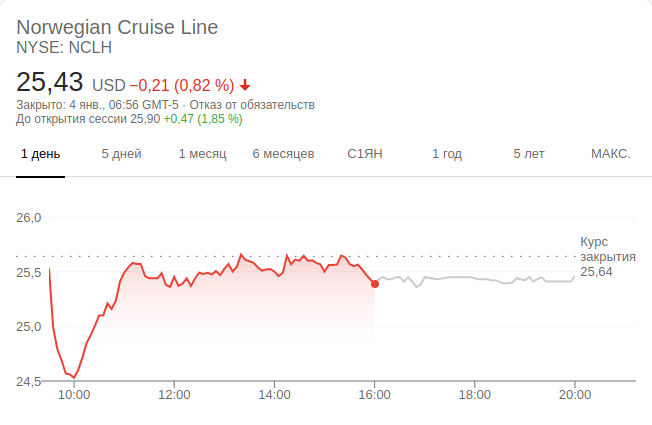 Norwegian Cruise Line
NYSE: NCLH
25,43 USD −0,21 (0,82 %)
Закрыто: 4 янв., 06:56 GMT-5 · Отказ от обязательств
До открытия сессии 25,90 +0,47 (1,85 %)
1 день 5 дней 1 месяц 6 месяцев С1ЯН 1 год 5 лет МАКС.
26,0
Курс
закрытия
25,64
25,5
25,0
24,5
10:00 12:00 14:00 16:00 18:00 20:00